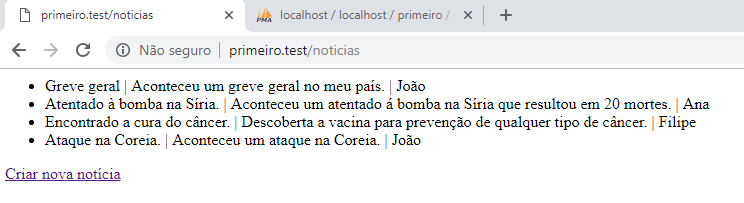 primeiro.test/noticias
localhost / localhost / primeiro /
Não seguro | primeiro.test/noticias
Greve geral | Aconteceu um greve geral no meu país. | João
Atentado à bomba na Síria. | Aconteceu um atentado á bomba na Síria que resultou em 20 mortes. | Ana
Encontrado a cura do câncer. | Descoberta a vacina para prevenção de qualquer tipo de câncer. | Filipe
Ataque na Coreia. | Aconteceu um ataque na Coreia. | João
Criar nova notícia